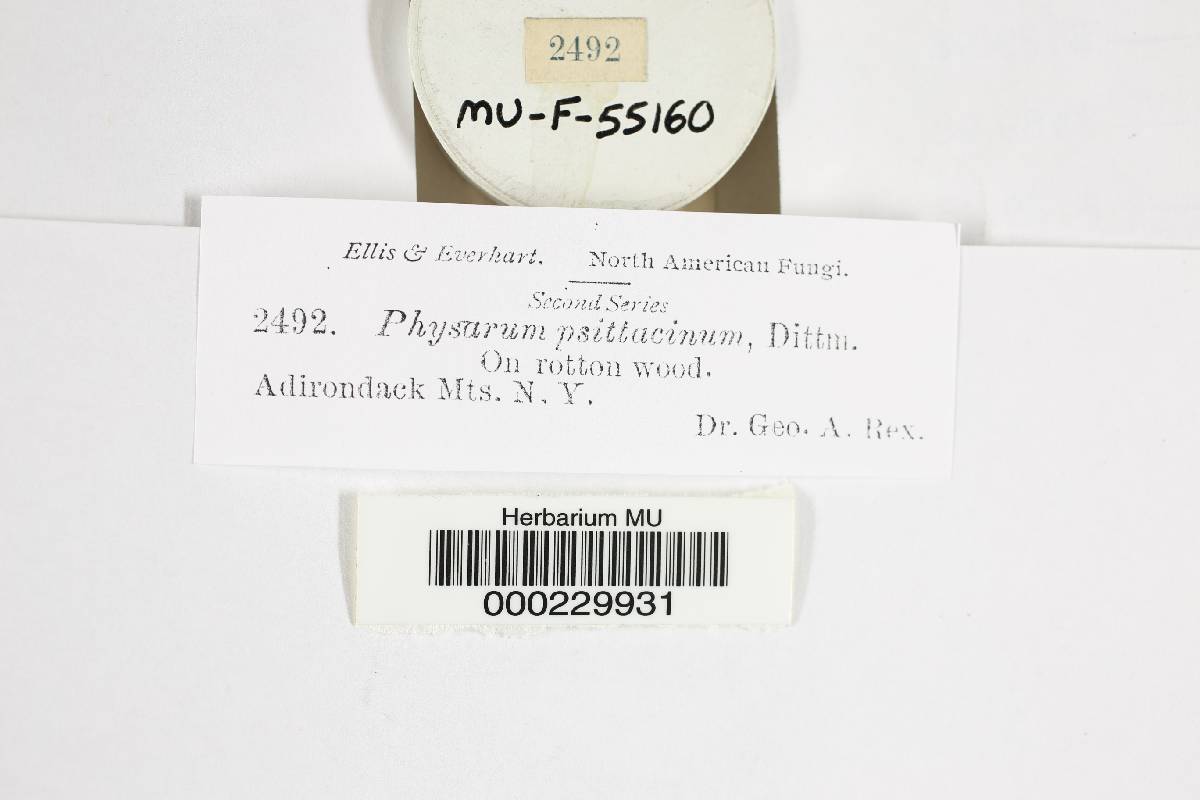 2492
MU-F-55160
Ellis & Everhart. North American Fungi.
Second Series
2492. Physarum psittacinum, Dittm.
On rotton wood.
Adirondack Mts. N. Y.
Dr. Geo. A. Rex.
Herbarium MU
000229931